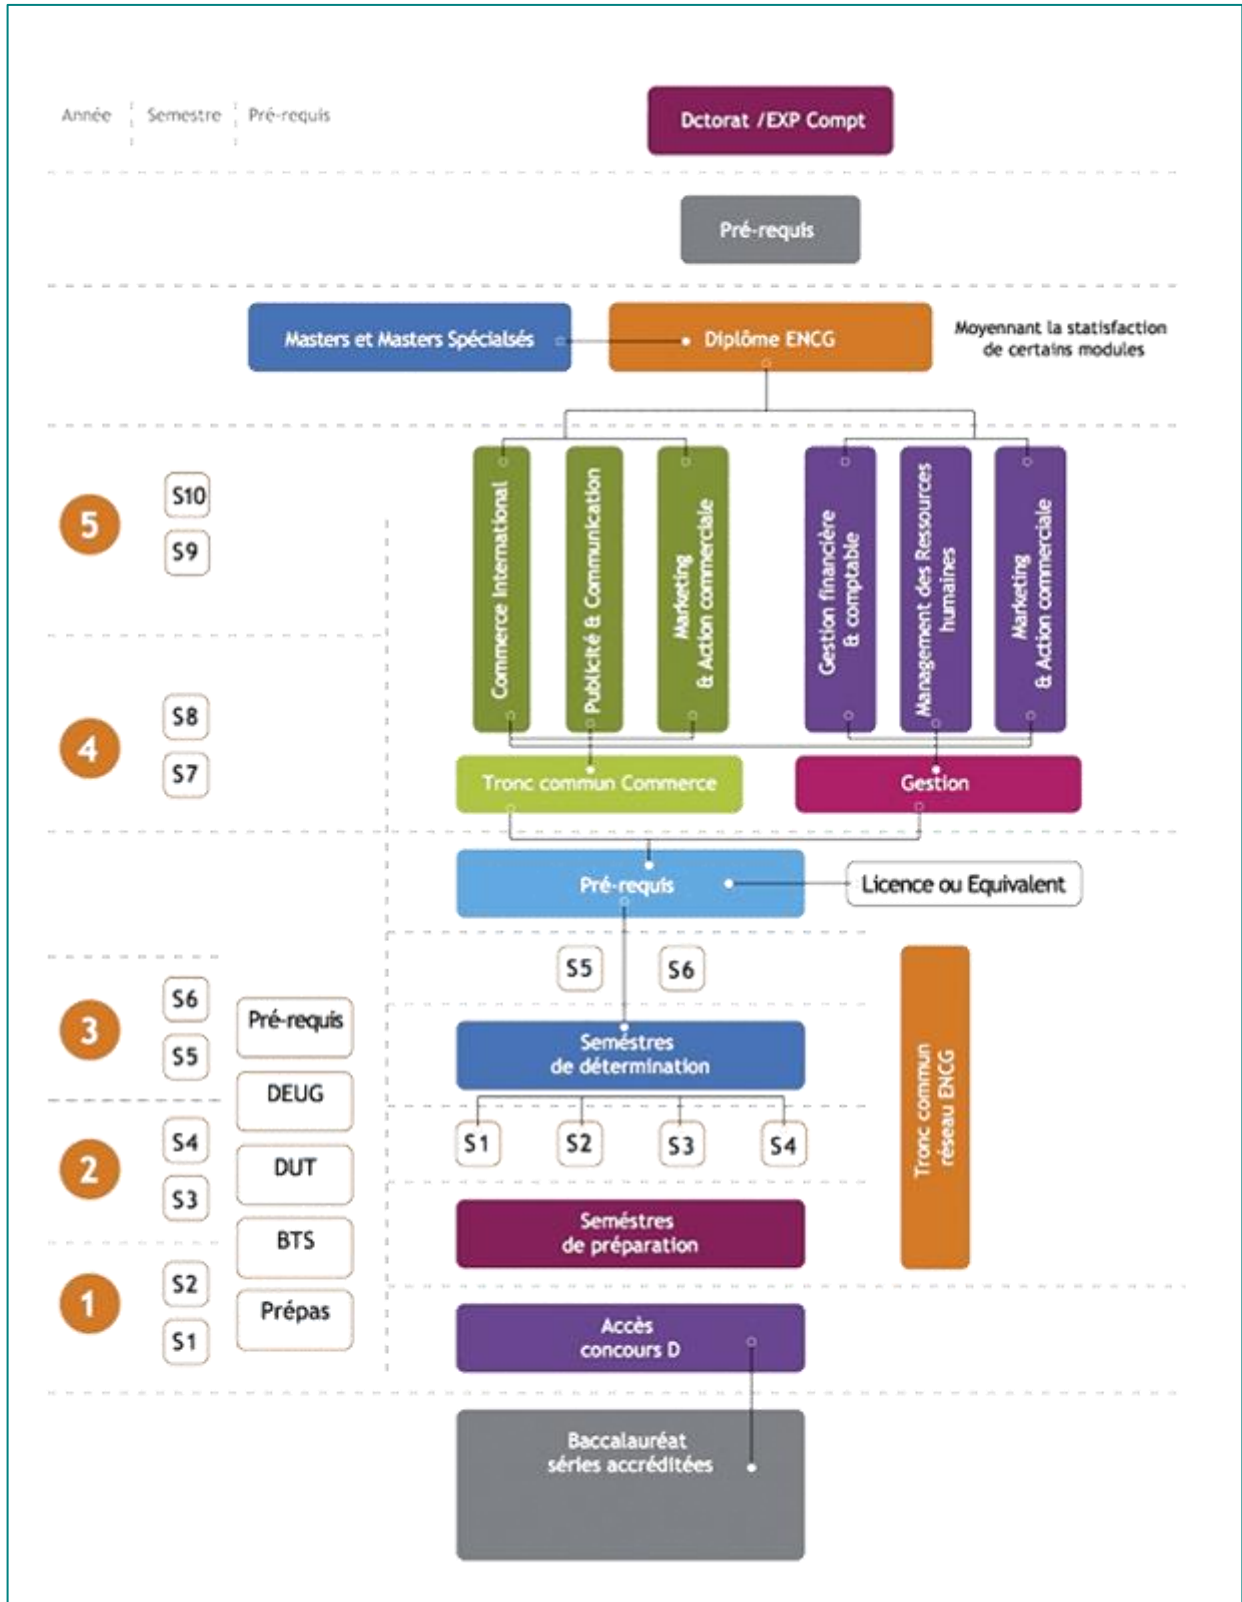 Année
Semestre
Pré-requis
Dctorat /EXP Compt
Pré-requis
Masters et Masters Spécialsés
Diplôme ENCG
Moyennant la statisfaction
de certains modules
5
S10
S9
Commerce International
Publicité & Communication
Marketing
& Action commerciale
Gestion financière
& comptable
Management des Ressources
humaines
Marketing
& Action commerciale
4
S8
S7
Tronc commun Commerce
Gestion
Pré-requis
Licence ou Equivalent
S5
S6
3
S6
S5
Pré-requis
Seméstres
de détermination
Tronc commun
réseau ENCG
DEUG
2
S4
S3
DUT
S1
S2
S3
S4
BTS
Seméstres
de préparation
1
S2
S1
Prépas
Accès
concours D
Baccalauréat
séries accréditées